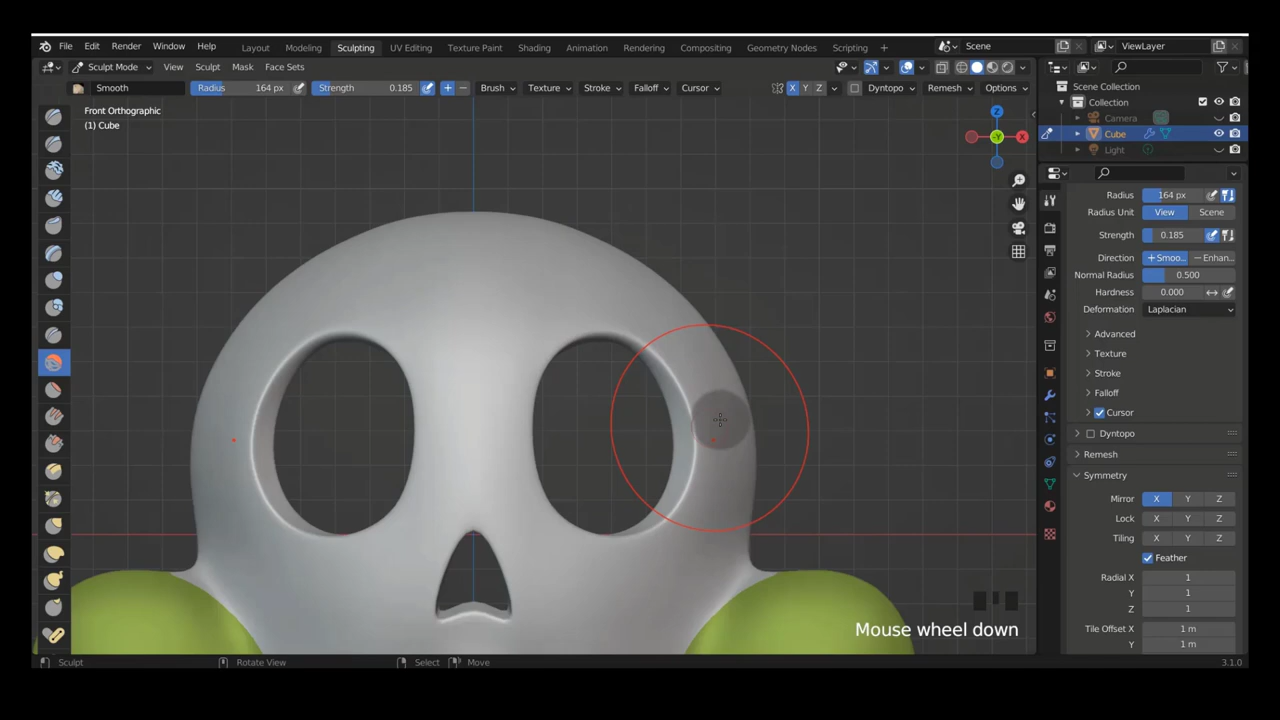 File Edit Render Window Help Layout Modeling Sculpting UV Editing Texture Paint Shading Animation Rendering Compositing Geometry Nodes Scripting + Scene ViewLayer
Sculpt Mode View Sculpt Mask Face Sets
Smooth Radius 164 px Strength 0.185 + − Brush Texture Stroke Falloff Cursor X Y Z Dyntopo Remesh Options
Front Orthographic
(1) Cube
Z
-Y
X
Scene Collection
Collection
Camera
Cube
Light
Radius 164 px
Radius Unit View Scene
Strength 0.185
Direction +Smoo... −Enhan...
Normal Radius 0.500
Hardness 0.000
Deformation Laplacian
Advanced
Texture
Stroke
Falloff
Cursor
Dyntopo
Remesh
Symmetry
Mirror X Y Z
Lock X Y Z
Tiling X Y Z
Feather
Radial X 1
Y 1
Z 1
Tile Offset X 1 m
Y 1 m
Mouse wheel down
Sculpt Rotate View Select Move 3.1.0